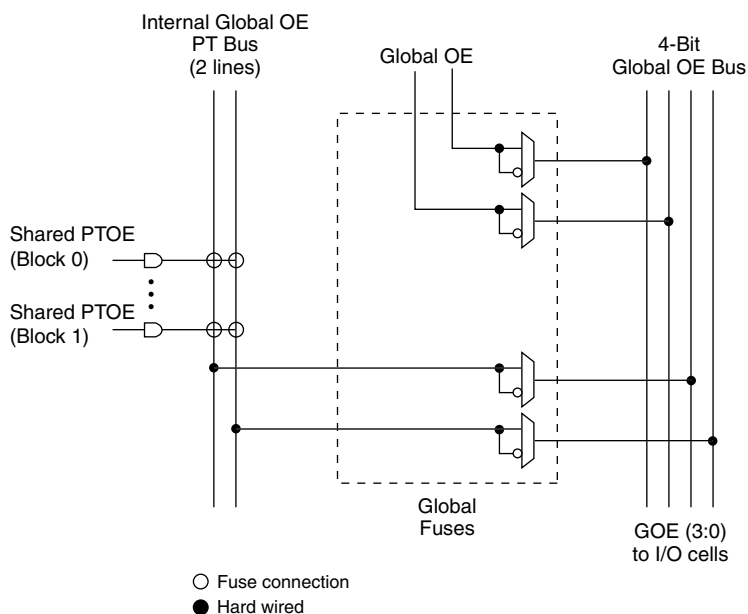 Internal Global OE
PT Bus
(2 lines)
Global OE
4-Bit
Global OE Bus
Shared PTOE
(Block 0)
Shared PTOE
(Block 1)
Global
Fuses
GOE (3:0)
to I/O cells
Fuse connection
Hard wired